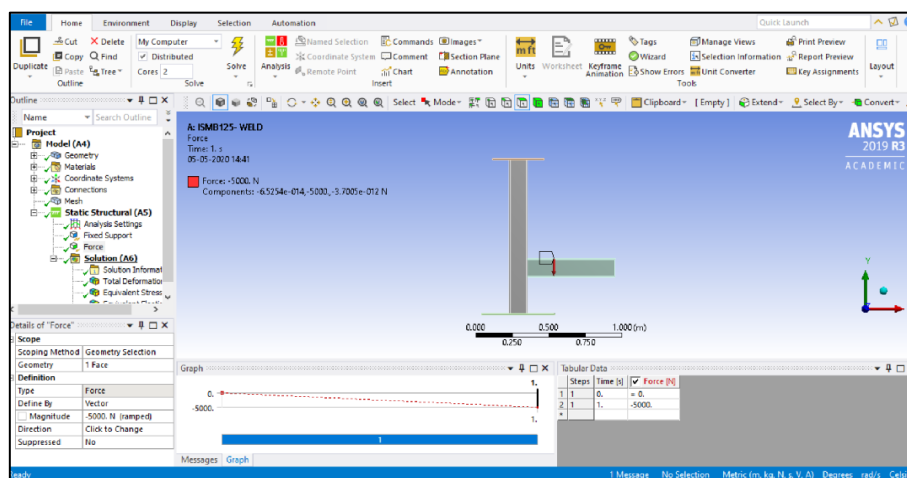 File Home Environment Display Selection Automation Quick Launch
Duplicate Cut Copy Paste Delete Find Tree Outline
My Computer Distributed Cores 2 Solve Solve
Analysis Named Selection Coordinate System Remote Point Commands Comment Chart Images Section Plane Annotation Insert
Units Worksheet Keyframe Animation Tags Wizard Show Errors Manage Views Selection Information Unit Converter Print Preview Report Preview Key Assignments Tools
Layout
Outline
Name Search Outline
Select Mode Clipboard [ Empty ] Extend Select By Convert
Project
Model (A4)
Geometry
Materials
Coordinate Systems
Connections
Mesh
Static Structural (A5)
Analysis Settings
Fixed Support
Force
Solution (A6)
Solution Informat
Total Deformation
Equivalent Stress
A: ISMB125- WELD
Force
Time: 1. s
05-05-2020 14:41
Force: -5000. N
Components: -6.5254e-014,-5000.,-3.7005e-012 N
ANSYS
2019 R3
ACADEMIC
Y
0.000 0.500 1.000 (m)
0.250 0.750
Details of "Force"
Scope
Scoping Method Geometry Selection
Geometry 1 Face
Definition
Type Force
Define By Vector
Magnitude -5000. N (ramped)
Direction Click to Change
Suppressed No
Graph
1.
0.
-5000.
1.
1
Messages Graph
Tabular Data
Steps Time [s] Force [N]
1 1 0. = 0.
2 1 1. -5000.
*
Ready 1 Message No Selection Metric (m, kg, N, s, V, A) Degrees rad/s Celsi